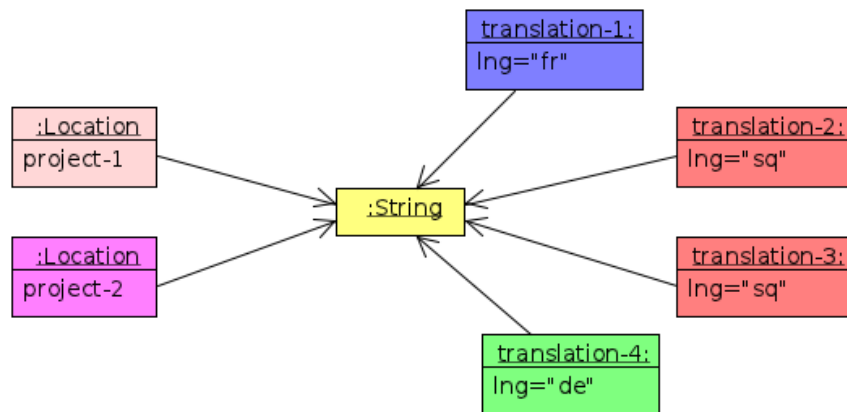 translation-1:
lng="fr"
:Location
project-1
translation-2:
lng="sq"
:String
:Location
project-2
translation-3:
lng="sq"
translation-4:
lng="de"